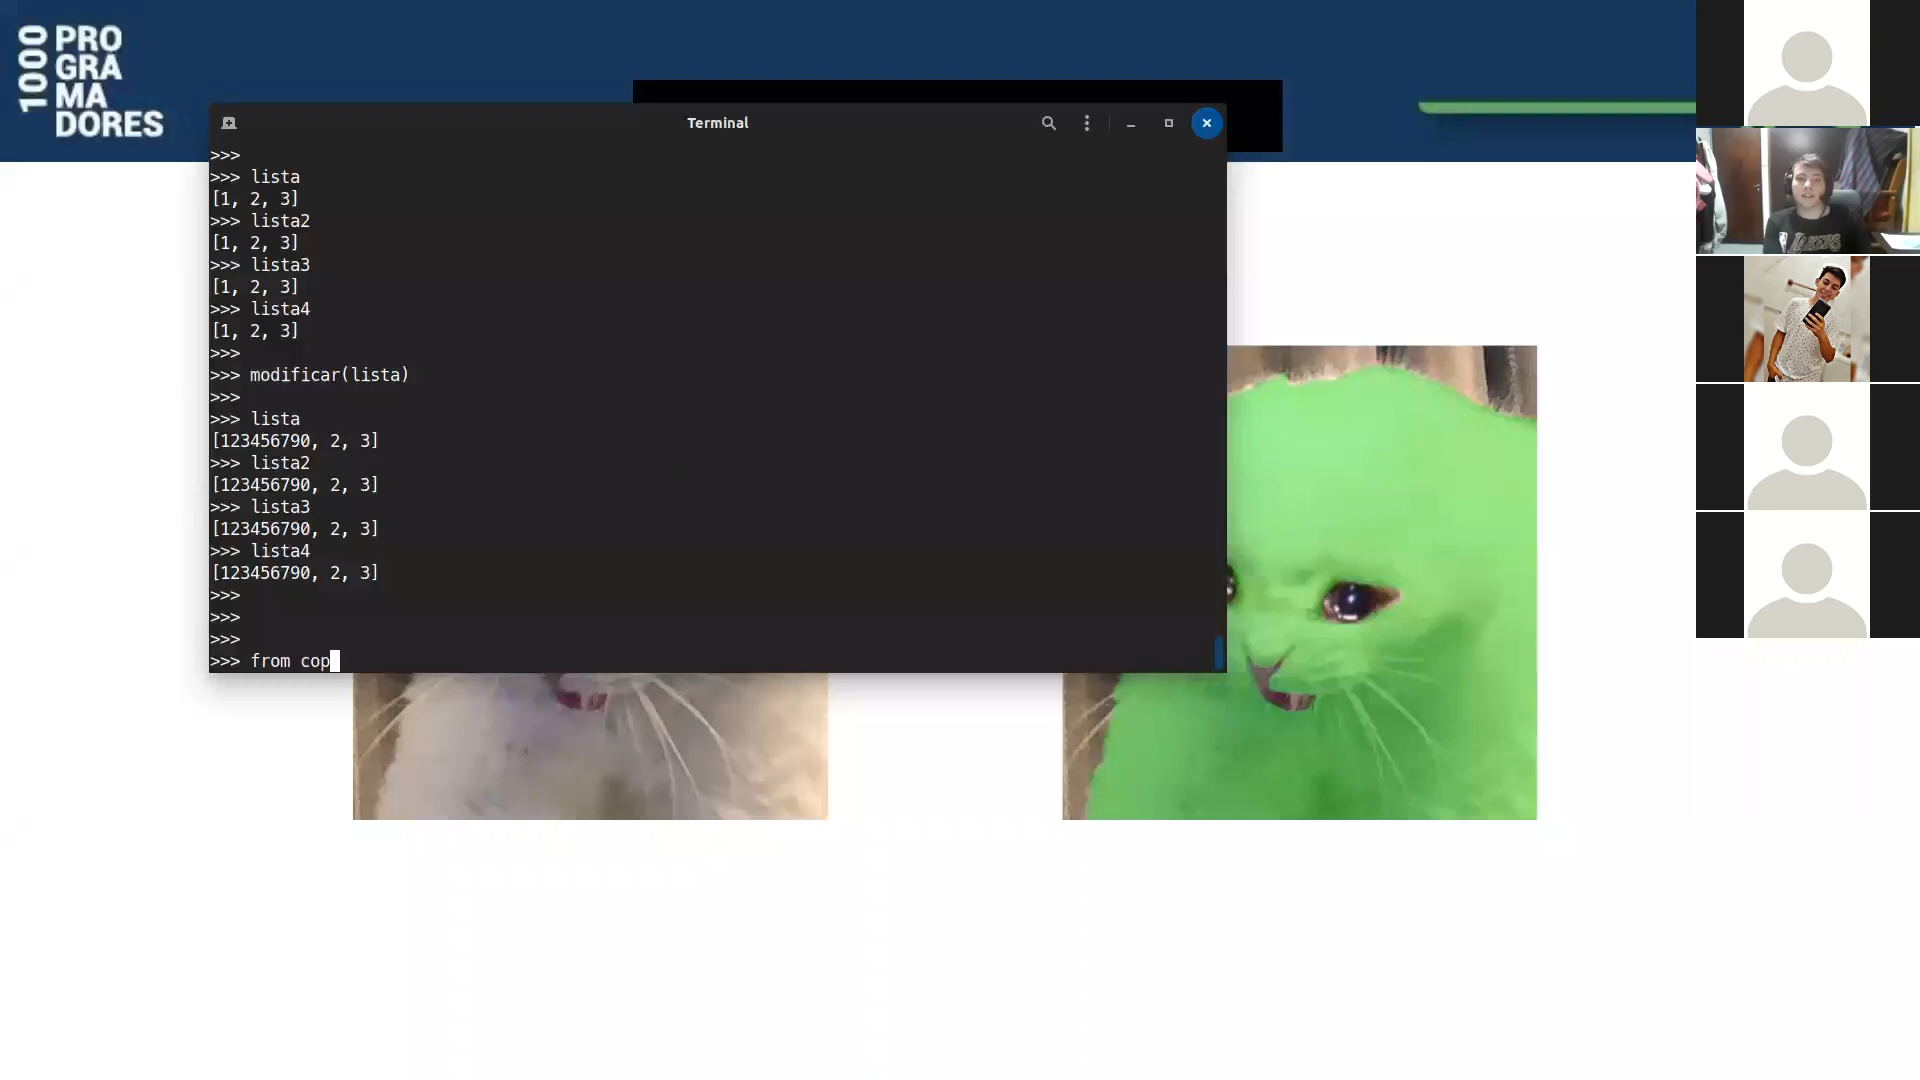 1000
PRO
GRA
MA
DORES
Terminal
>>>
>>> lista
[1, 2, 3]
>>> lista2
[1, 2, 3]
>>> lista3
[1, 2, 3]
>>> lista4
[1, 2, 3]
>>>
>>> modificar(lista)
>>>
>>> lista
[123456790, 2, 3]
>>> lista2
[123456790, 2, 3]
>>> lista3
[123456790, 2, 3]
>>> lista4
[123456790, 2, 3]
>>>
>>>
>>>
>>> from cop
LAKERS